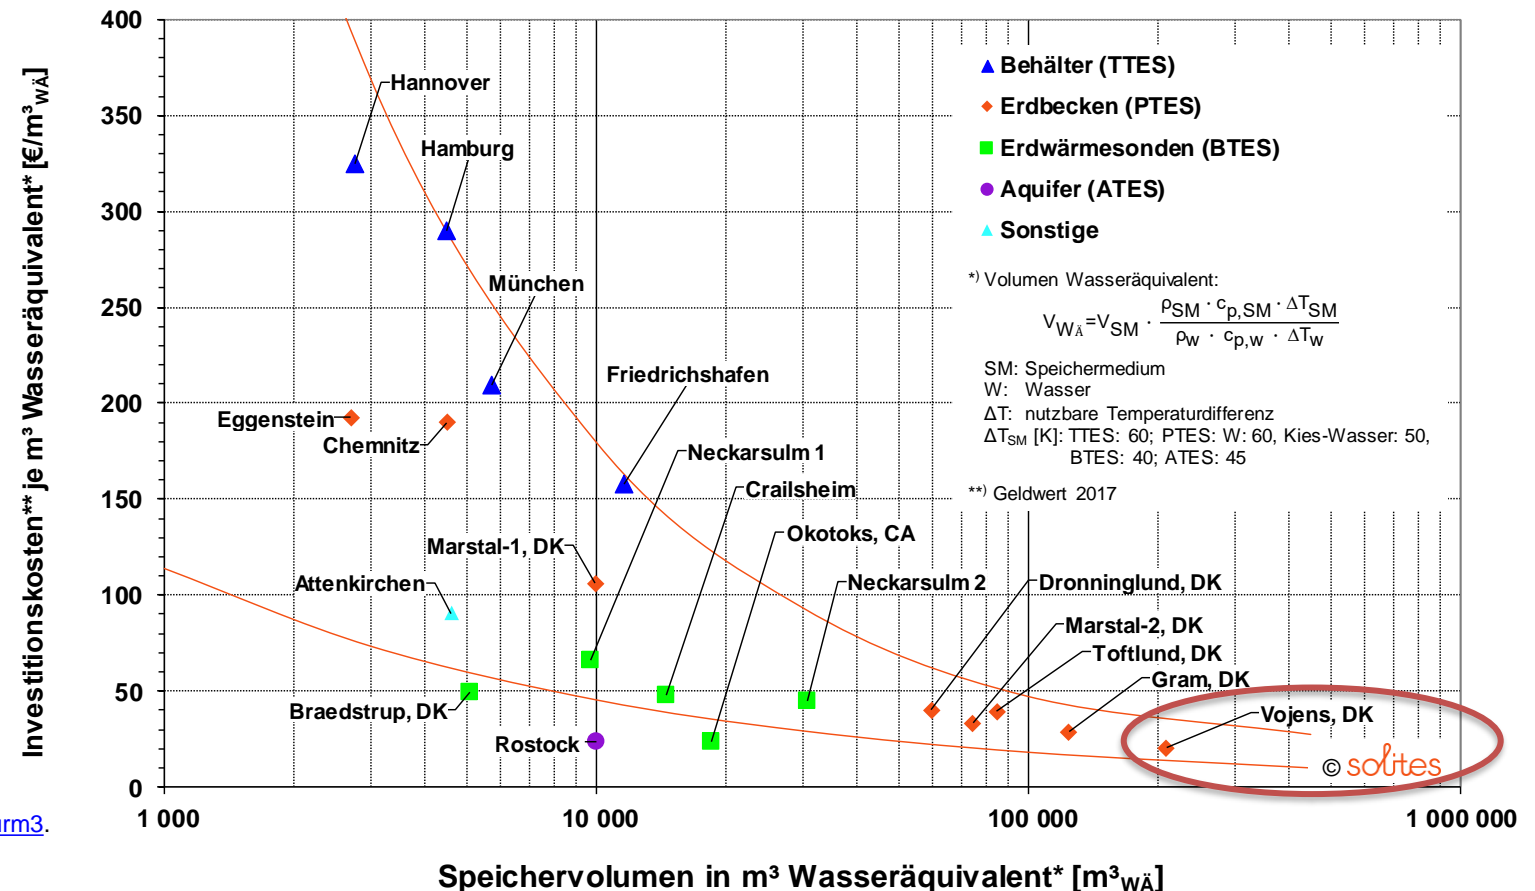 Investitionskosten** je m³ Wasseräquivalent* [€/m³WÄ]
400
350
300
250
200
150
100
50
0
Hannover
Hamburg
München
Friedrichshafen
Eggenstein
Chemnitz
Neckarsulm 1
Crailsheim
Okotoks, CA
Marstal-1, DK
Attenkirchen
Neckarsulm 2
Dronninglund, DK
Marstal-2, DK
Toftlund, DK
Gram, DK
Vojens, DK
Braedstrup, DK
Rostock
Behälter (TTES)
Erdbecken (PTES)
Erdwärmesonden (BTES)
Aquifer (ATES)
Sonstige
*) Volumen Wasseräquivalent:
VWÄ=VSM · ρSM · cp,SM · ΔTSM
ρw · cp,w · ΔTw
SM: Speichermedium
W: Wasser
ΔT: nutzbare Temperaturdifferenz
ΔTSM [K]: TTES: 60; PTES: W: 60, Kies-Wasser: 50,
BTES: 40; ATES: 45
**) Geldwert 2017
© solites
1 000
10 000
100 000
1 000 000
rm3.
Speichervolumen in m³ Wasseräquivalent* [m³WÄ]